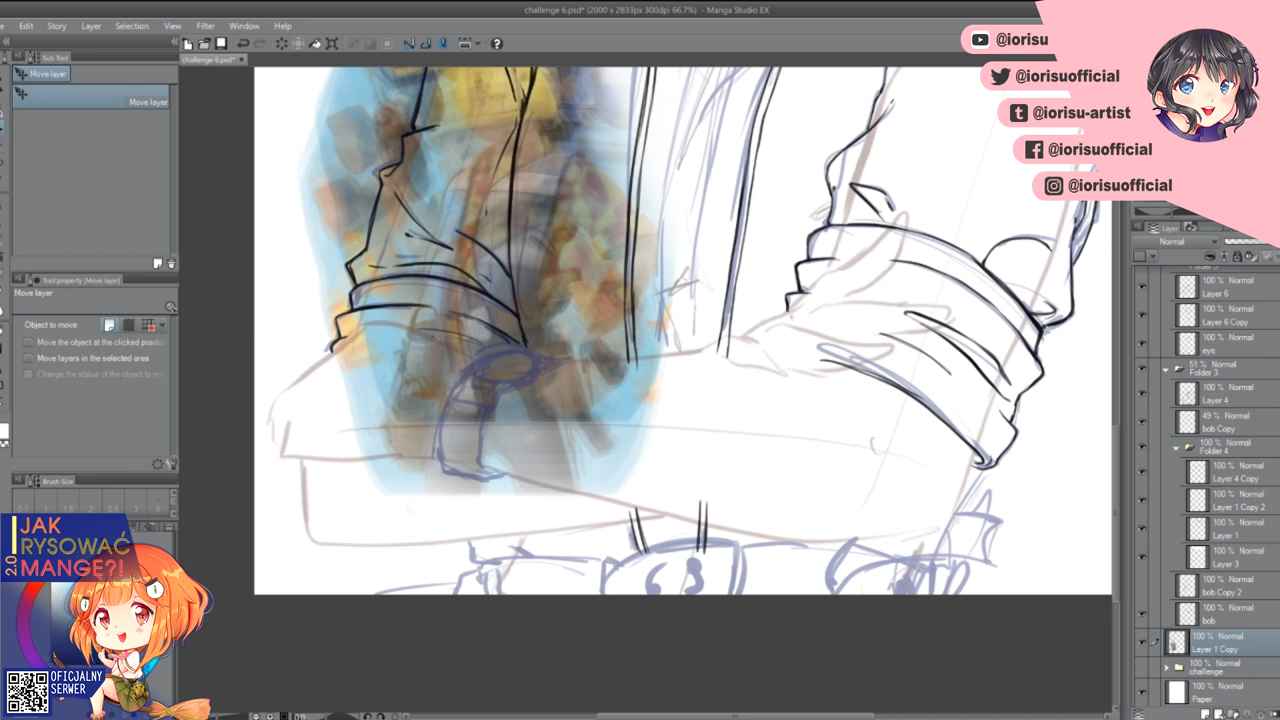 challenge 6.psd* (2000 x 2833px 300dpi 66.7%) - Manga Studio EX
Edit Story Layer Selection View Filter Window Help
challenge 6.psd*
Sub Tool
Move layer
Move layer
Tool property (Move layer)
Move layer
Object to move
Move the object at the clicked positio
Move layers in the selected area
Change the status of the object to mo
Brush Size
JAK
RYSOWAĆ
MANGĘ?!
2.0
OFICJALNY
SERWER
63
@iorisu
@iorisuofficial
@iorisu-artist
@iorisuofficial
@iorisuofficial
Layer
Normal
Folder 5
100 % Normal
Layer 6
100 % Normal
Layer 6 Copy
100 % Normal
eye
51 % Normal
Folder 3
100 % Normal
Layer 4
49 % Normal
bob Copy
100 % Normal
Folder 4
100 % Normal
Layer 4 Copy
100 % Normal
Layer 1 Copy 2
100 % Normal
Layer 1
100 % Normal
Layer 3
100 % Normal
bob Copy 2
100 % Normal
bob
100 % Normal
Layer 1 Copy
100 % Normal
challenge
100 % Normal
Paper